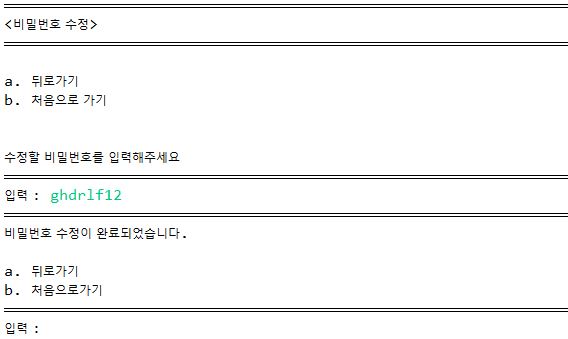 <비밀번호 수정>
a. 뒤로가기
b. 처음으로 가기
수정할 비밀번호를 입력해주세요
입력 : ghdrlf12
비밀번호 수정이 완료되었습니다.
a. 뒤로가기
b. 처음으로가기
입력 :